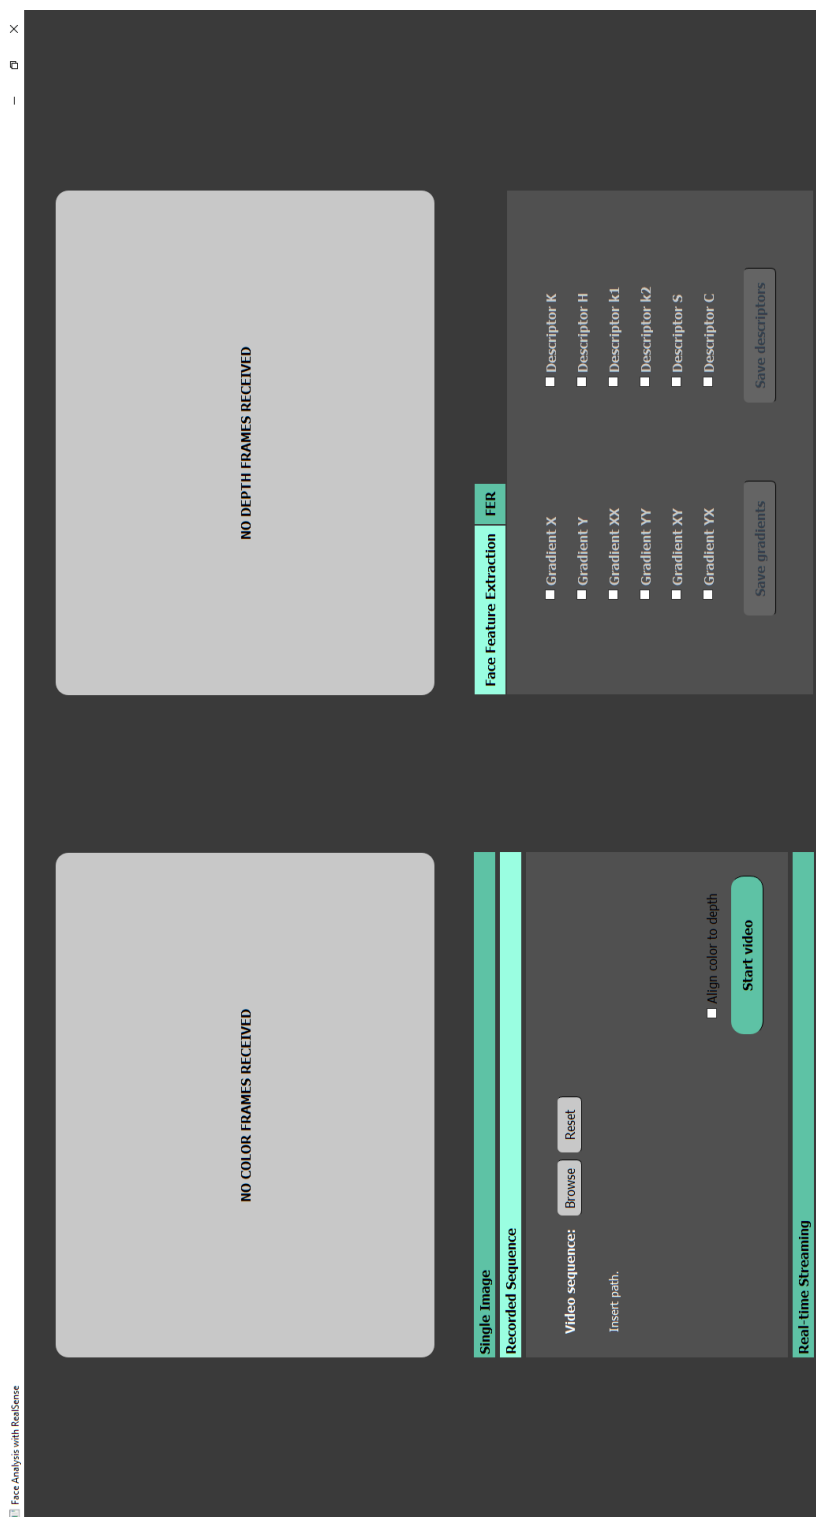 Face Analysis with RealSense
NO COLOR FRAMES RECEIVED
NO DEPTH FRAMES RECEIVED
Single Image
Recorded Sequence
Video sequence:
Browse
Reset
Insert path.
Align color to depth
Start video
Real-time Streaming
Face Feature Extraction
FER
Gradient X
Descriptor K
Gradient Y
Descriptor H
Gradient XX
Descriptor k1
Gradient YY
Descriptor k2
Gradient XY
Descriptor S
Gradient YX
Descriptor C
Save gradients
Save descriptors